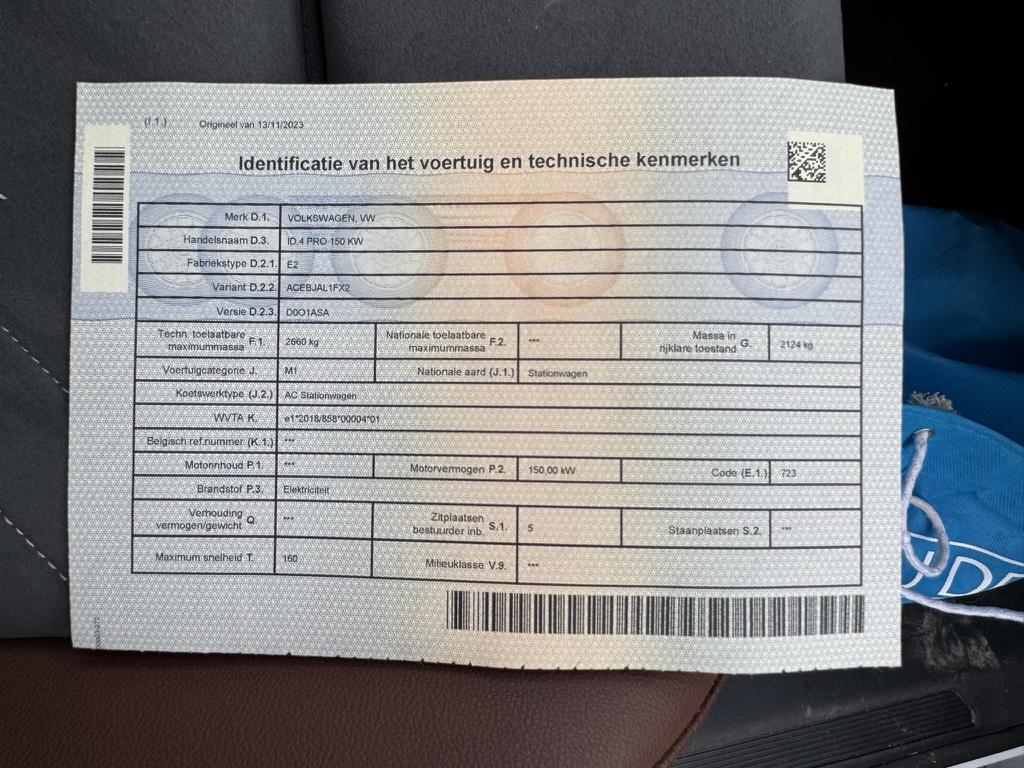 (I.1.) Origineel van 13/11/2023
Identificatie van het voertuig en technische kenmerken
Merk D.1. VOLKSWAGEN, VW
Handelsnaam D.3. ID.4 PRO 150 KW
Fabriekstype D.2.1. E2
Variant D.2.2. ACEBJAL1FX2
Versie D.2.3. D0O1ASA
Techn. toelaatbare maximummassa F.1. 2660 kg Nationale toelaatbare maximummassa F.2. *** Massa in rijklare toestand G. 2124 kg
Voertuigcategorie J. M1 Nationale aard (J.1.) Stationwagen
Koetswerktype (J.2.) AC Stationwagen
WVTA K. e1*2018/858*00004*01
Belgisch ref.nummer (K.1.) ***
Motorinhoud P.1. *** Motorvermogen P.2. 150,00 kW Code (E.1.) 723
Brandstof P.3. Elektriciteit
Verhouding vermogen/gewicht Q. *** Zitplaatsen bestuurder inb. S.1. 5 Staanplaatsen S.2. ***
Maximum snelheid T. 160 Milieuklasse V.9. ***